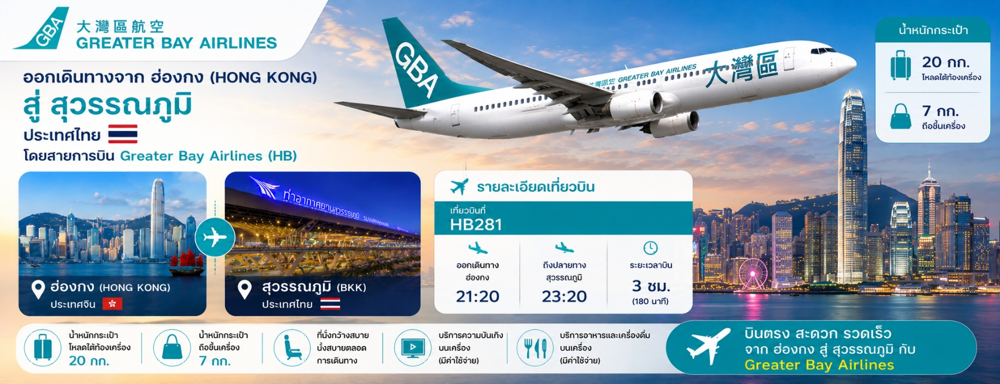 GBA
大灣區航空
GREATER BAY AIRLINES
ออกเดินทางจาก ฮ่องกง (HONG KONG)
สู่ สุวรรณภูมิ
ประเทศไทย
โดยสายการบิน Greater Bay Airlines (HB)
GBA
大灣區航空 GREATER BAY AIRLINES
大灣區
น้ำหนักกระเป๋า
20 กก.
โหลดใต้ท้องเครื่อง
7 กก.
ถือขึ้นเครื่อง
ท่าอากาศยานสุวรรณภูมิ
ฮ่องกง (HONG KONG)
ประเทศจีน
สุวรรณภูมิ (BKK)
ประเทศไทย
รายละเอียดเที่ยวบิน
เที่ยวบินที่
HB281
ออกเดินทาง
ฮ่องกง
21:20
ถึงปลายทาง
สุวรรณภูมิ
23:20
ระยะเวลาบิน
3 ชม.
(180 นาที)
น้ำหนักกระเป๋า
โหลดใต้ท้องเครื่อง
20 กก.
น้ำหนักกระเป๋า
ถือขึ้นเครื่อง
7 กก.
ที่นั่งกว้างสบาย
นั่งสบายตลอด
การเดินทาง
บริการความบันเทิง
บนเครื่อง
(มีค่าใช้จ่าย)
บริการอาหารและเครื่องดื่ม
บนเครื่อง
(มีค่าใช้จ่าย)
บินตรง สะดวก รวดเร็ว
จาก ฮ่องกง สู่ สุวรรณภูมิ กับ
Greater Bay Airlines